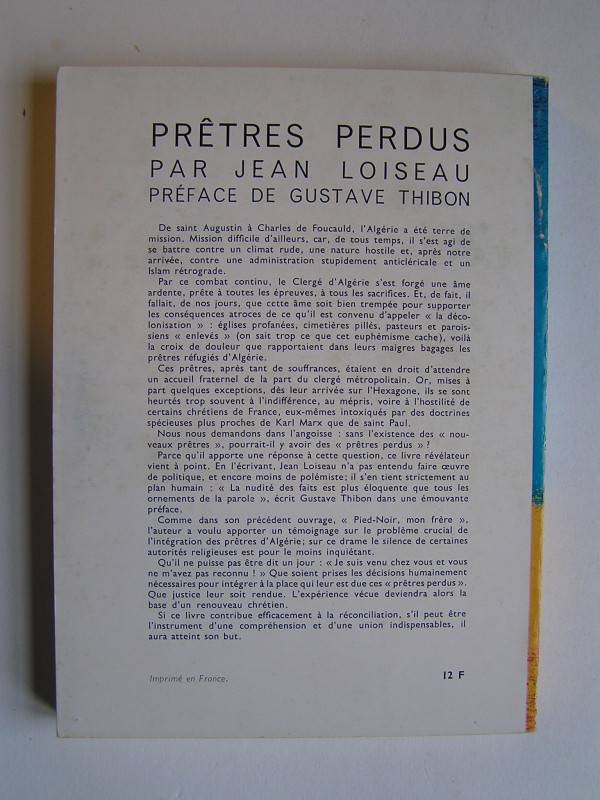 PRÊTRES PERDUS
PAR JEAN LOISEAU
PRÉFACE DE GUSTAVE THIBON
De saint Augustin à Charles de Foucauld, l'Algérie a été terre de
mission. Mission difficile d'ailleurs, car, de tous temps, il s'est agi de
se battre contre un climat rude, une nature hostile et, après notre
arrivée, contre une administration stupidement anticléricale et un
Islam rétrograde.
Par ce combat continu, le Clergé d'Algérie s'est forgé une âme
ardente, prête à toutes les épreuves, à tous les sacrifices. Et, de fait, il
fallait, de nos jours, que cette âme soit bien trempée pour supporter
les conséquences atroces de ce qu'il est convenu d'appeler « la déco-
lonisation » : églises profanées, cimetières pillés, pasteurs et parois-
siens « enlevés » (on sait trop ce que cet euphémisme cache), voilà
la croix de douleur que rapportaient dans leurs maigres bagages les
prêtres réfugiés d'Algérie.
Ces prêtres, après tant de souffrances, étaient en droit d'attendre
un accueil fraternel de la part du clergé métropolitain. Or, mises à
part quelques exceptions, dès leur arrivée sur l'Hexagone, ils se sont
heurtés trop souvent à l'indifférence, au mépris, voire à l'hostilité de
certains chrétiens de France, eux-mêmes intoxiqués par des doctrines
spécieuses plus proches de Karl Marx que de saint Paul.
Nous nous demandons dans l'angoisse : sans l'existence des « nou-
veaux prêtres », pourrait-il y avoir des « prêtres perdus » ?
Parce qu'il apporte une réponse à cette question, ce livre révélateur
vient à point. En l'écrivant, Jean Loiseau n'a pas entendu faire œuvre
de politique, et encore moins de polémiste; il s'en tient strictement au
plan humain : « La nudité des faits est plus éloquente que tous les
ornements de la parole », écrit Gustave Thibon dans une émouvante
préface.
Comme dans son précédent ouvrage, « Pied-Noir, mon frère »,
l'auteur a voulu apporter un témoignage sur le problème crucial de
l'intégration des prêtres d'Algérie; sur ce drame le silence de certaines
autorités religieuses est pour le moins inquiétant.
Qu'il ne puisse pas être dit un jour : « Je suis venu chez vous et vous
ne m'avez pas reconnu ! » Que soient prises les décisions humainement
nécessaires pour intégrer à la place qui leur est due ces « prêtres perdus ».
Que justice leur soit rendue. L'expérience vécue deviendra alors la
base d'un renouveau chrétien.
Si ce livre contribue efficacement à la réconciliation, s'il peut être
l'instrument d'une compréhension et d'une union indispensables, il
aura atteint son but.
Imprimé en France.
12 F